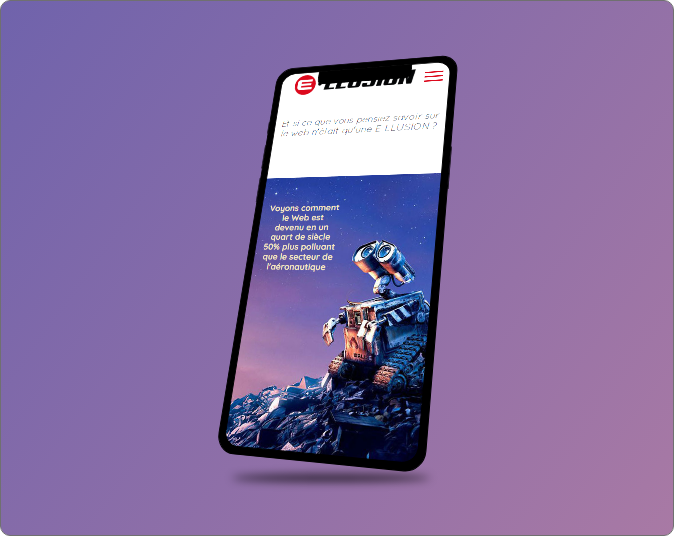 E LLUSION
Et si ce que vous pensiez savoir sur
le web n'était qu'une E LLUSION ?
Voyons comment
le Web est
devenu en un
quart de siècle
50% plus polluant
que le secteur de
l'aéronautique